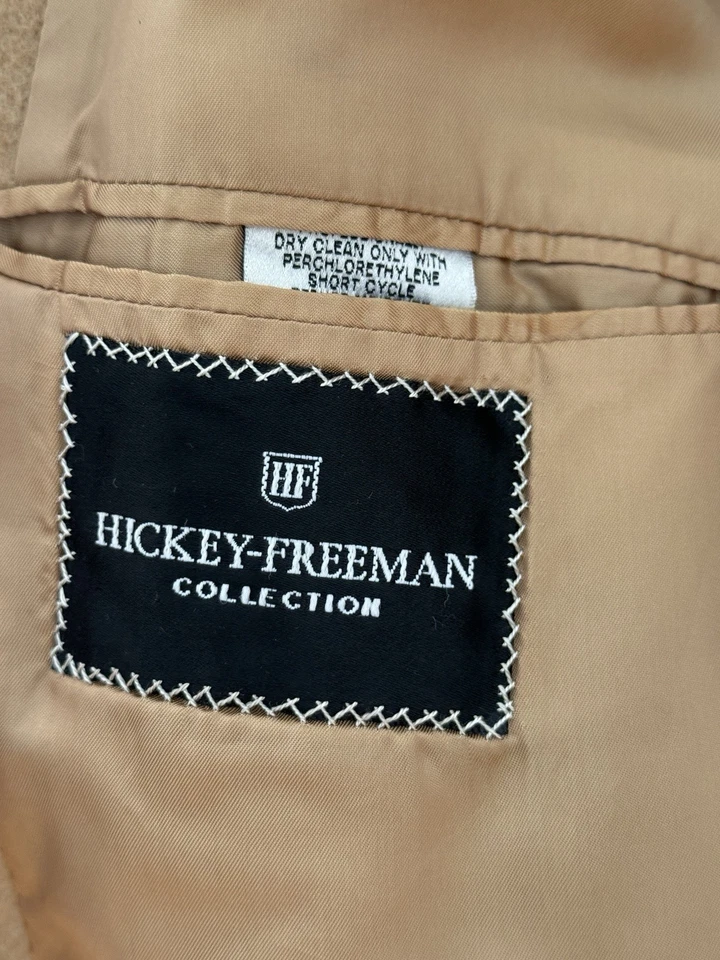 DRY CLEAN ONLY WITH
PERCHLORETHYLENE
SHORT CYCLE
HF
HICKEY-FREEMAN
COLLECTION